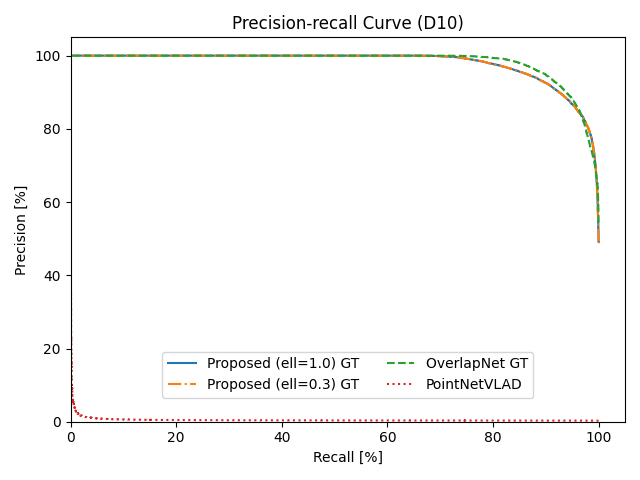 Precision-recall Curve (D10)
Precision [%]
100
80
60
40
20
0
Proposed (ell=1.0) GT
Proposed (ell=0.3) GT
OverlapNet GT
PointNetVLAD
0 20 40 60 80 100
Recall [%]